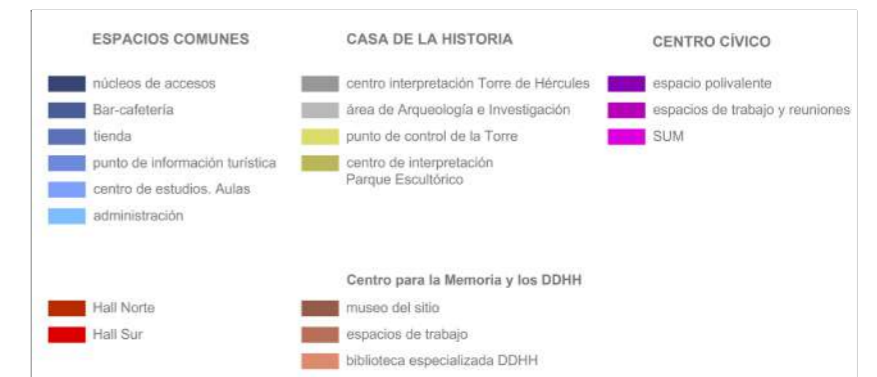 ESPACIOS COMUNES
núcleos de accesos
Bar-cafetería
tienda
punto de información turística
centro de estudios. Aulas
administración
CASA DE LA HISTORIA
centro interpretación Torre de Hércules
área de Arqueología e Investigación
punto de control de la Torre
centro de interpretación
Parque Escultórico
CENTRO CÍVICO
espacio polivalente
espacios de trabajo y reuniones
SUM
Hall Norte
Hall Sur
Centro para la Memoria y los DDHH
museo del sitio
espacios de trabajo
biblioteca especializada DDHH